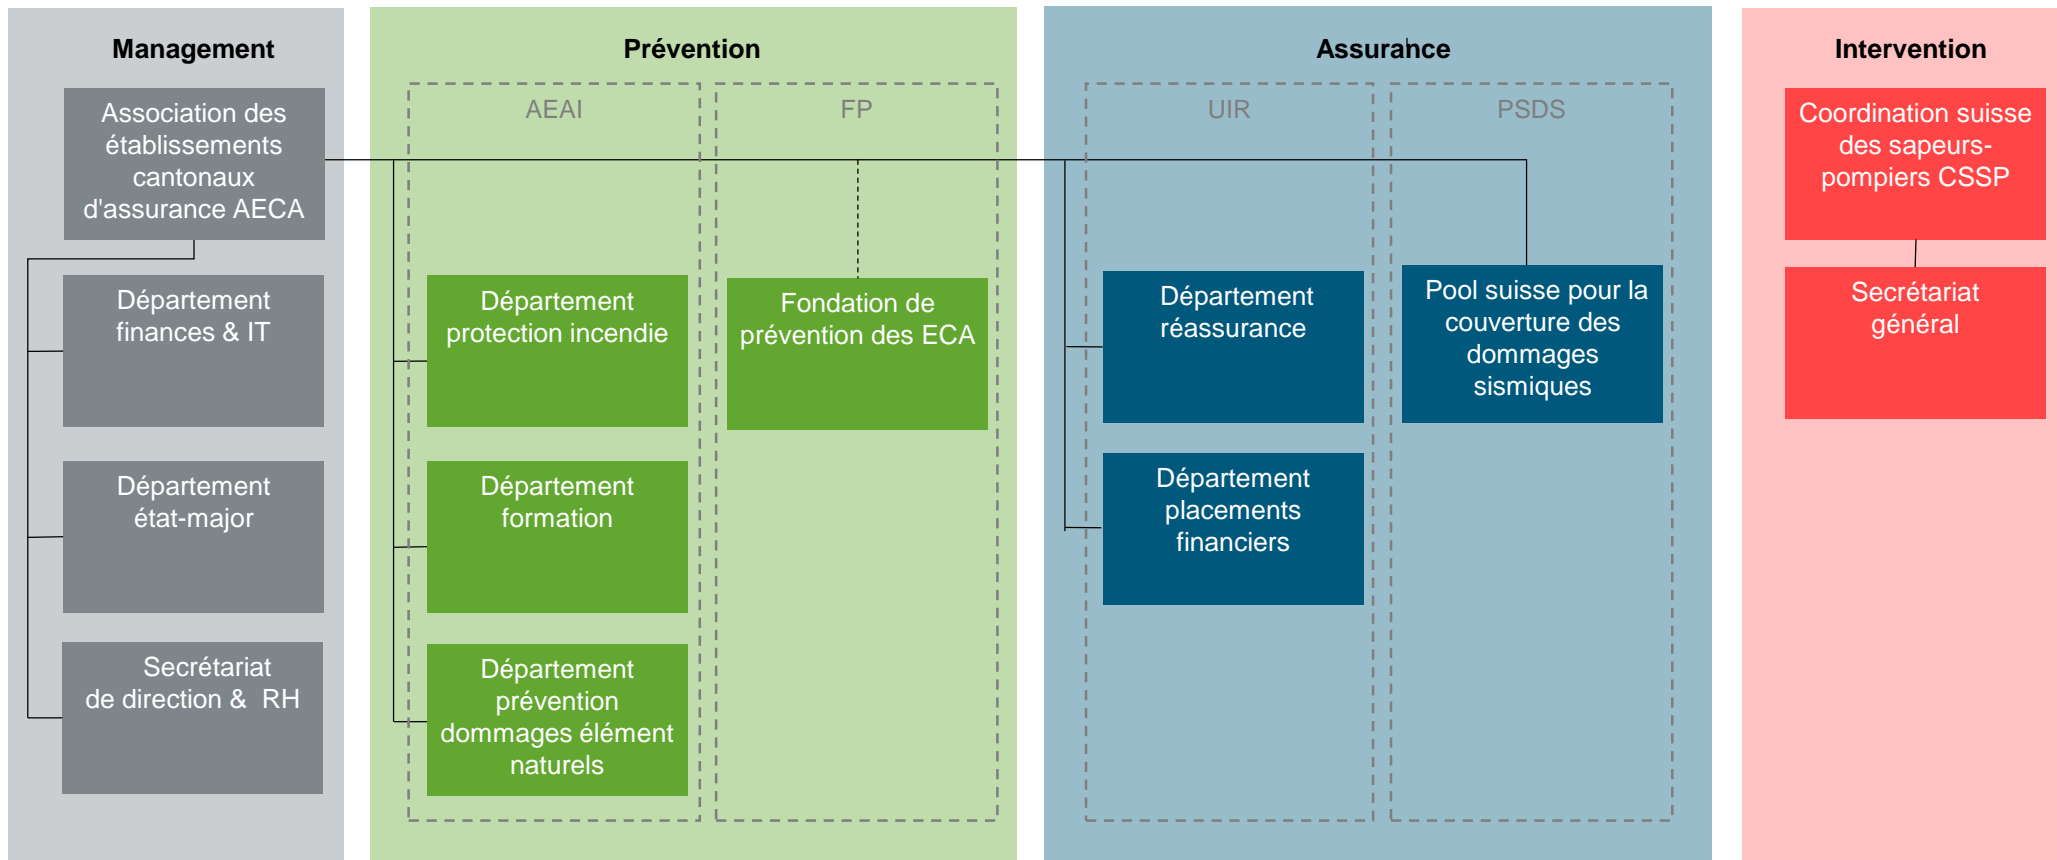 Management
Association des
établissements
cantonaux
d'assurance AECA
Département
finances & IT
Département
état-major
Secrétariat
de direction &  RH
Prévention
AEAI
Département
protection incendie
Département
formation
Département
prévention
dommages élément
naturels
FP
Fondation de
prévention des ECA
Assurance
UIR
Département
réassurance
Département
placements
financiers
PSDS
Pool suisse pour la
couverture des
dommages
sismiques
Intervention
Coordination suisse
des sapeurs-
pompiers CSSP
Secrétariat
général